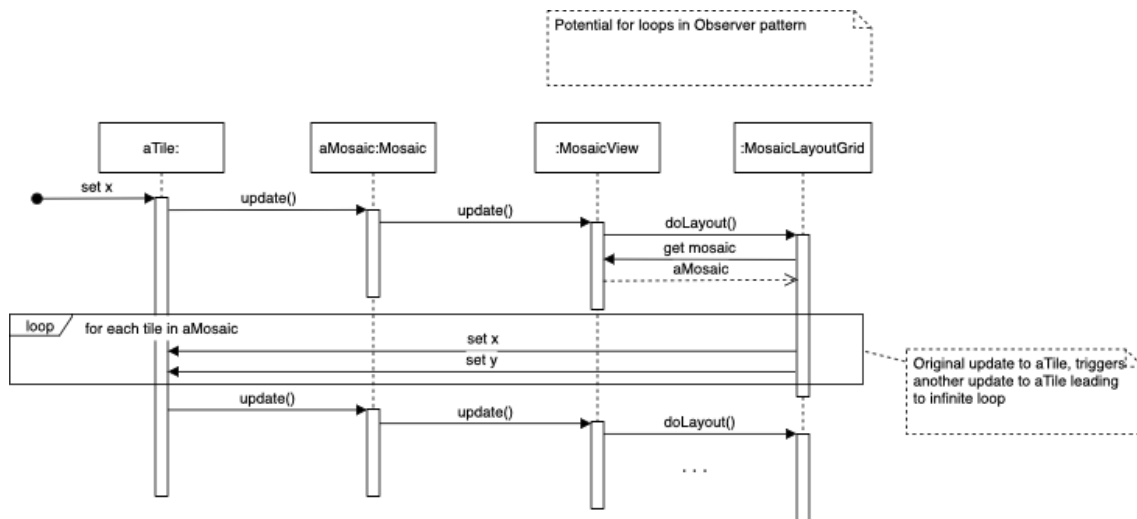 Potential for loops in Observer pattern
aTile:
aMosaic:Mosaic
:MosaicView
:MosaicLayoutGrid
set x
update()
update()
doLayout()
get mosaic
aMosaic
loop
for each tile in aMosaic
set x
set y
Original update to aTile, triggers
another update to aTile leading
to infinite loop
update()
update()
doLayout()
. . .